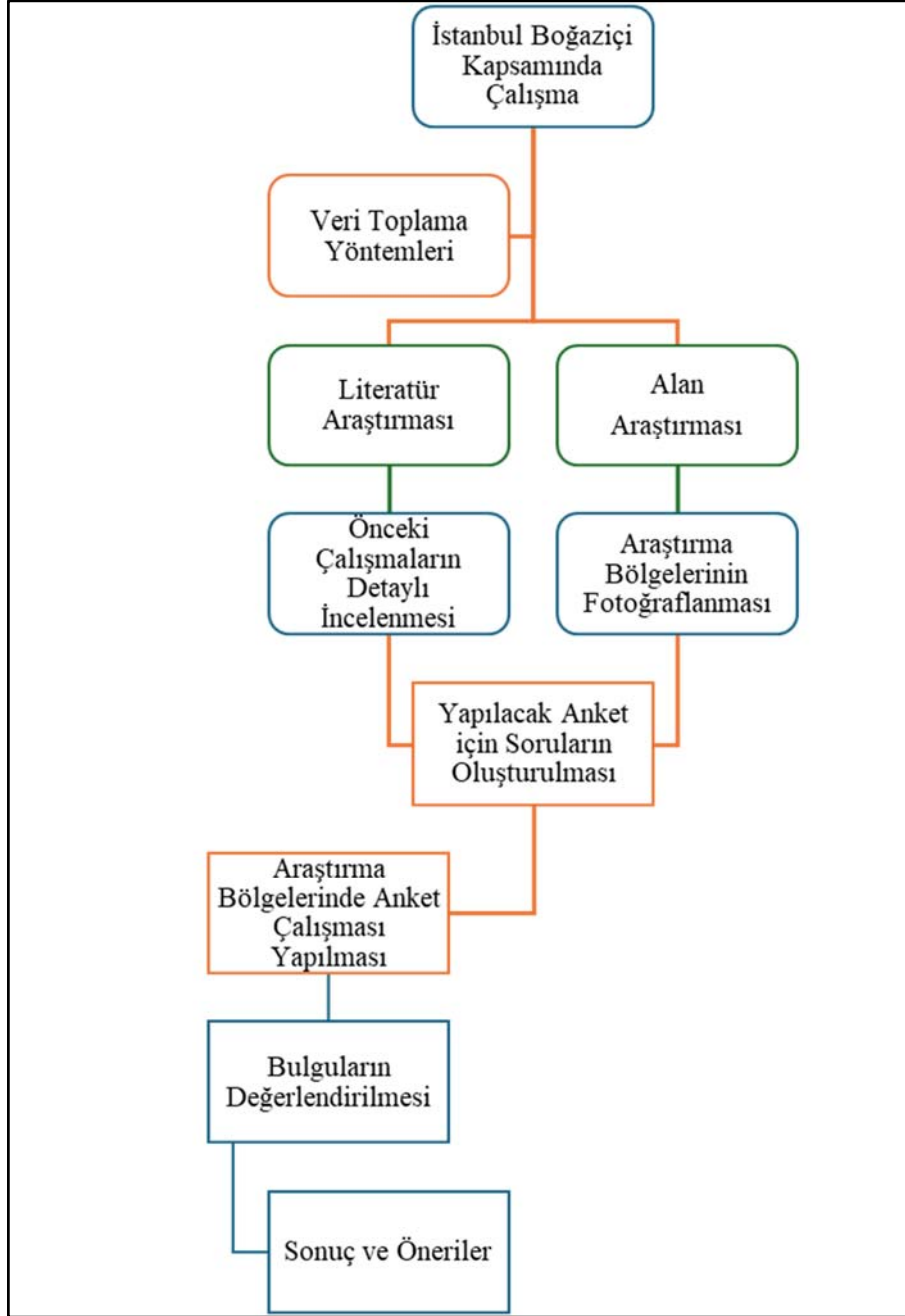 İstanbul Boğaziçi
Kapsamında
Çalışma
Veri Toplama
Yöntemleri
Literatür
Araştırması
Alan
Araştırması
Önceki
Çalışmaların
Detaylı
İncelenmesi
Araştırma
Bölgelerinin
Fotoğraflanması
Yapılacak Anket
için Soruların
Oluşturulması
Araştırma
Bölgelerinde Anket
Çalışması
Yapılması
Bulguların
Değerlendirilmesi
Sonuç ve Öneriler